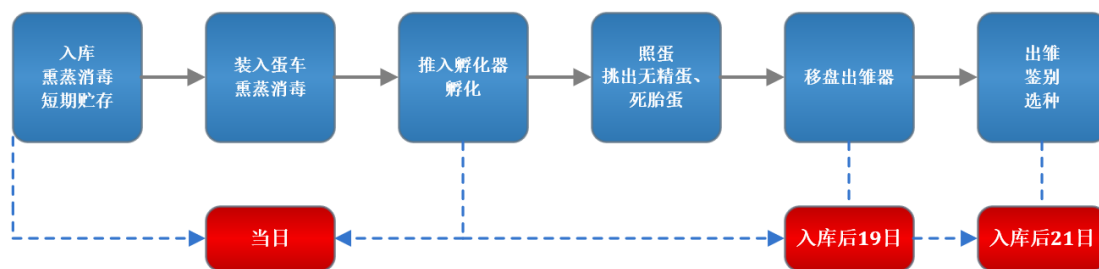 入库
熏蒸消毒
短期贮存
装入蛋车
熏蒸消毒
推入孵化器
孵化
照蛋
挑出无精蛋、
死胎蛋
移盘出雏器
出雏
鉴别
选种
当日
入库后19日
入库后21日